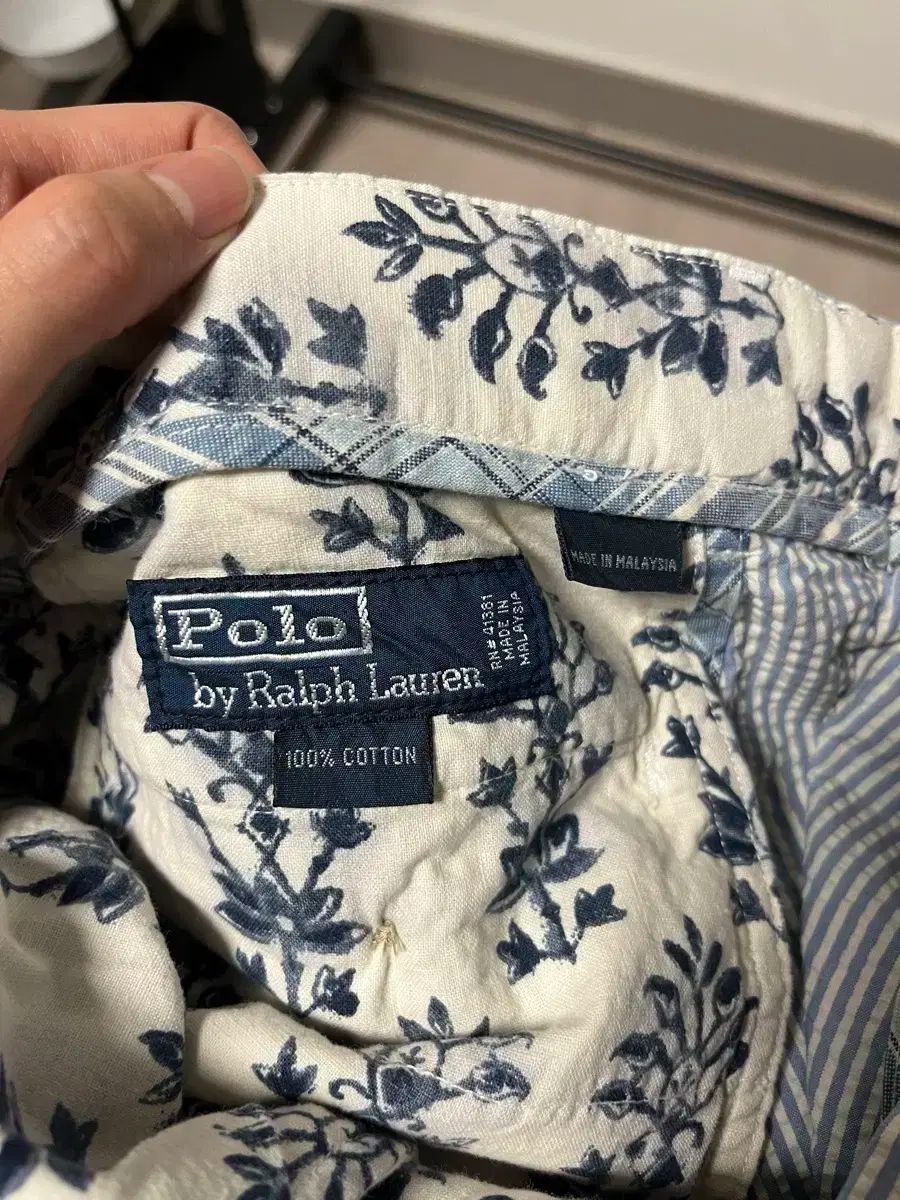 Polo
by Ralph Lauren
RN# 41381
MADE IN
MALAYSIA
MADE IN MALAYSIA
100% COTTON